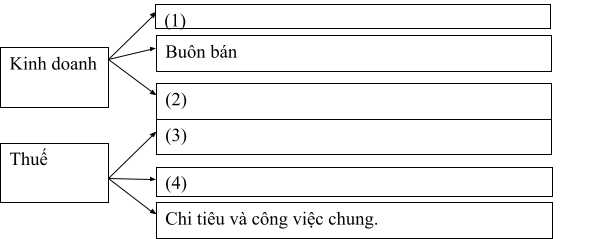 (1)
Buôn bán
Kinh doanh
(2)
(3)
Thuế
(4)
Chi tiêu và công việc chung.